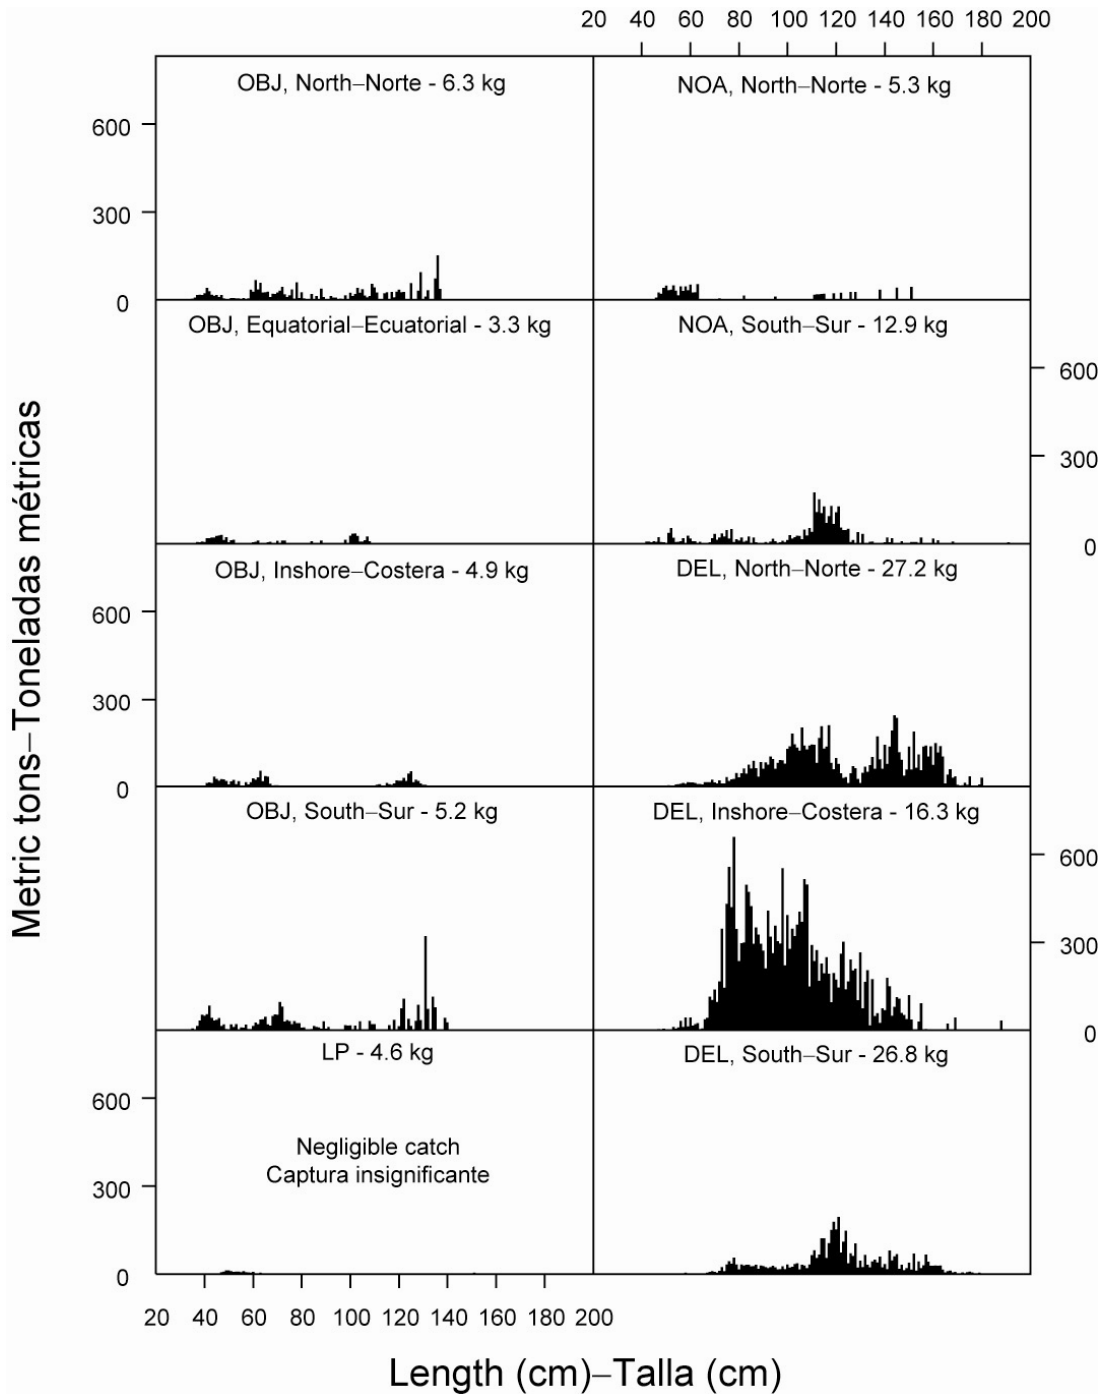 20 40 60 80 100 120 140 160 180 200
OBJ, North–Norte - 6.3 kg
NOA, North–Norte - 5.3 kg
600
300
0
OBJ, Equatorial–Ecuatorial - 3.3 kg
NOA, South–Sur - 12.9 kg
600
300
0
OBJ, Inshore–Costera - 4.9 kg
DEL, North–Norte - 27.2 kg
600
300
0
OBJ, South–Sur - 5.2 kg
DEL, Inshore–Costera - 16.3 kg
600
300
0
LP - 4.6 kg
DEL, South–Sur - 26.8 kg
600
Negligible catch
Captura insignificante
300
0
20 40 60 80 100 120 140 160 180 200
Metric tons–Toneladas métricas
Length (cm)–Talla (cm)